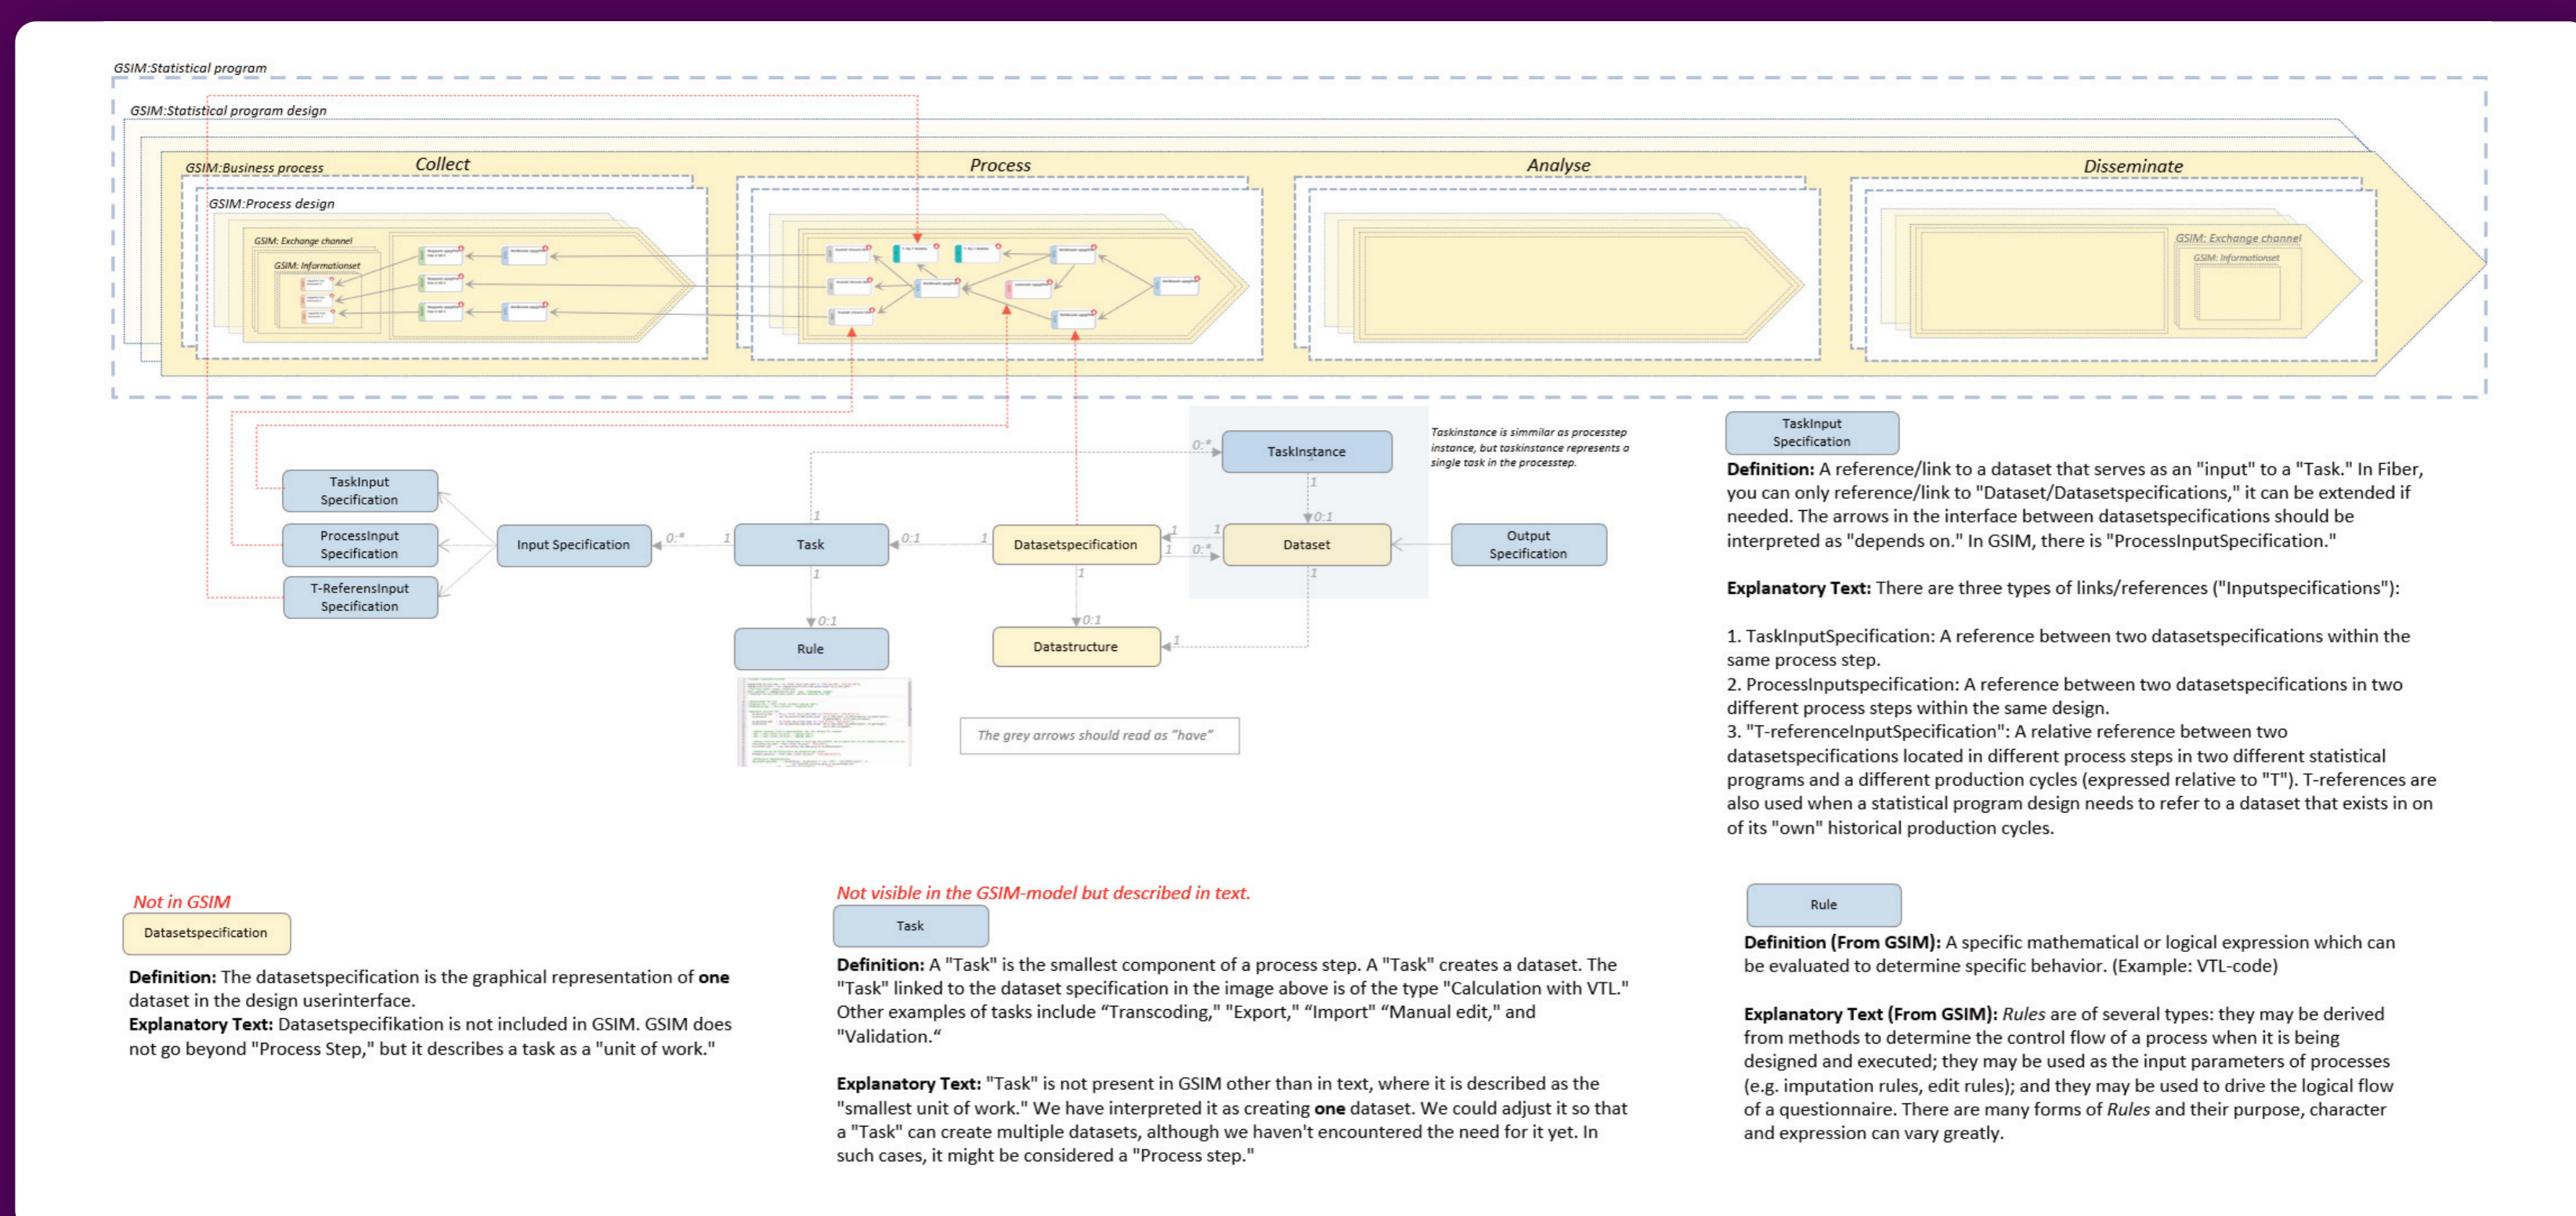 GSIM:Statistical program
GSIM:Statistical program design
GSIM:Business process
Collect
Process
Analyse
Disseminate
GSIM:Process design
GSIM: Exchange channel
GSIM: Informationset
GSIM: Exchange channel
GSIM: Informationset
TaskInput
Specification
ProcessInput
Specification
T-ReferensInput
Specification
Input Specification
0:*
1
Task
1
0:*
TaskInstance
1
0:1
Taskinstance is simmilar as processtep
instance, but taskinstance represents a
single task in the processtep.
0:1
1
Datasetspecification
1
1
1
0:*
Dataset
Output
Specification
1
0:1
Rule
1
0:1
Datastructure
1
1
The grey arrows should read as "have"
TaskInput
Specification
Definition: A reference/link to a dataset that serves as an "input" to a "Task." In Fiber,
you can only reference/link to "Dataset/Datasetspecifications," it can be extended if
needed. The arrows in the interface between datasetspecifications should be
interpreted as "depends on." In GSIM, there is "ProcessInputSpecification."
Explanatory Text: There are three types of links/references ("Inputspecifications"):
1. TaskInputSpecification: A reference between two datasetspecifications within the
same process step.
2. ProcessInputspecification: A reference between two datasetspecifications in two
different process steps within the same design.
3. "T-referenceInputSpecification": A relative reference between two
datasetspecifications located in different process steps in two different statistical
programs and a different production cycles (expressed relative to "T"). T-references are
also used when a statistical program design needs to refer to a dataset that exists in on
of its "own" historical production cycles.
Not in GSIM
Datasetspecification
Definition: The datasetspecification is the graphical representation of one
dataset in the design userinterface.
Explanatory Text: Datasetspecifikation is not included in GSIM. GSIM does
not go beyond "Process Step," but it describes a task as a "unit of work."
Not visible in the GSIM-model but described in text.
Task
Definition: A "Task" is the smallest component of a process step. A "Task" creates a dataset. The
"Task" linked to the dataset specification in the image above is of the type "Calculation with VTL."
Other examples of tasks include “Transcoding," "Export," “Import" “Manual edit," and
"Validation.“
Explanatory Text: "Task" is not present in GSIM other than in text, where it is described as the
"smallest unit of work." We have interpreted it as creating one dataset. We could adjust it so that
a "Task" can create multiple datasets, although we haven't encountered the need for it yet. In
such cases, it might be considered a "Process step."
Rule
Definition (From GSIM): A specific mathematical or logical expression which can
be evaluated to determine specific behavior. (Example: VTL-code)
Explanatory Text (From GSIM): Rules are of several types: they may be derived
from methods to determine the control flow of a process when it is being
designed and executed; they may be used as the input parameters of processes
(e.g. imputation rules, edit rules); and they may be used to drive the logical flow
of a questionnaire. There are many forms of Rules and their purpose, character
and expression can vary greatly.